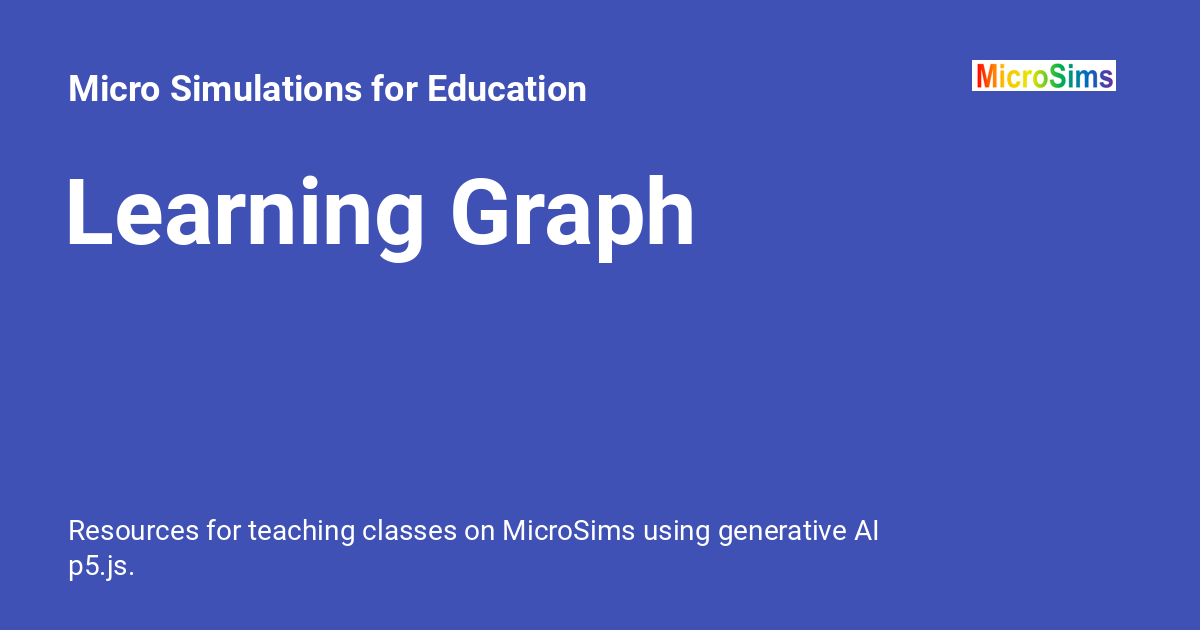 Micro Simulations for Education
MicroSims
Learning Graph
Resources for teaching classes on MicroSims using generative AI
p5.js.